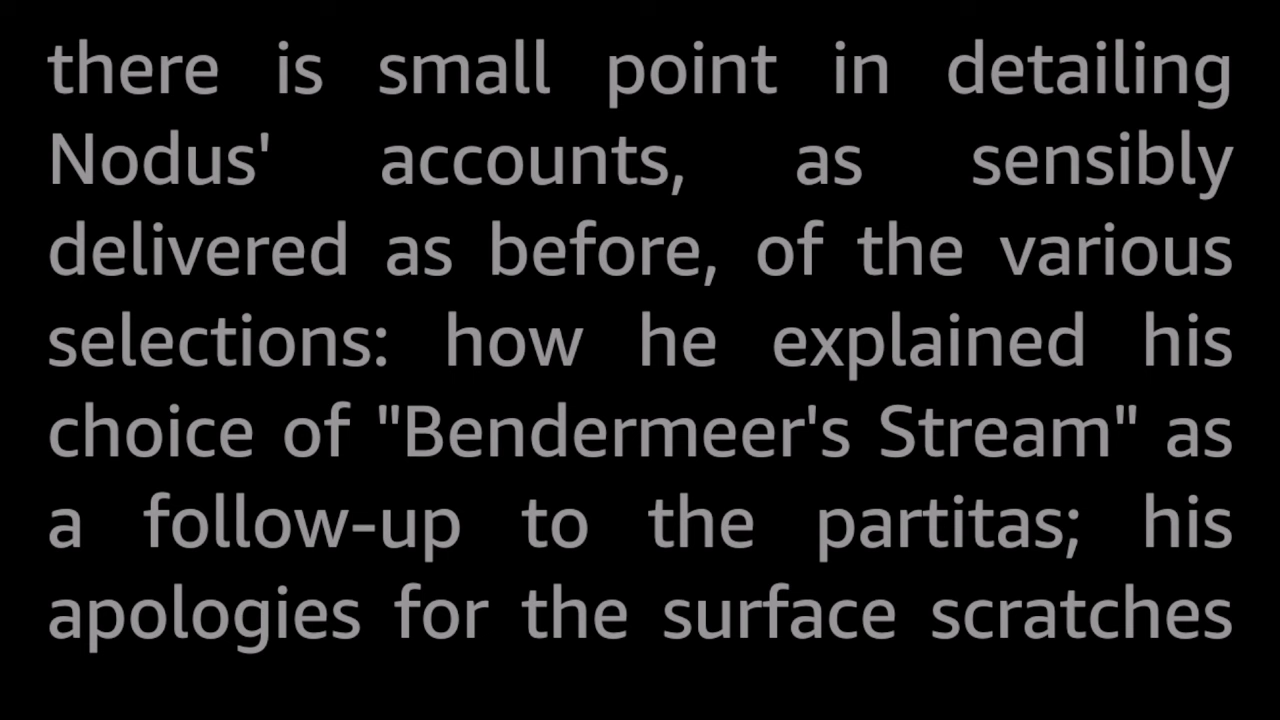 there is small point in detailing
Nodus' accounts, as sensibly
delivered as before, of the various
selections: how he explained his
choice of "Bendermeer's Stream" as
a follow-up to the partitas; his
apologies for the surface scratches